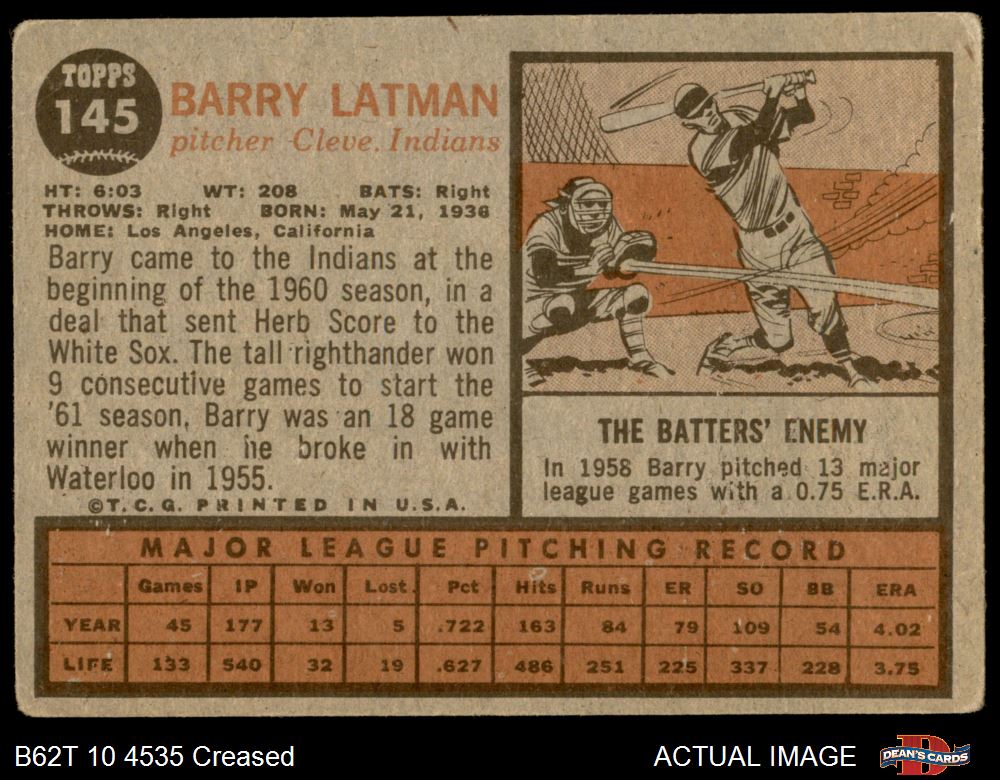 TOPPS
145
BARRY LATMAN
pitcher Cleve. Indians
HT: 6:03 WT: 208 BATS: Right
THROWS: Right BORN: May 21, 1936
HOME: Los Angeles, California
Barry came to the Indians at the
beginning of the 1960 season, in a
deal that sent Herb Score to the
White Sox. The tall righthander won
9 consecutive games to start the
'61 season. Barry was an 18 game
winner when he broke in with
Waterloo in 1955.
©T.C.G. PRINTED IN U.S.A.
THE BATTERS' ENEMY
In 1958 Barry pitched 13 major
league games with a 0.75 E.R.A.
MAJOR LEAGUE PITCHING RECORD
Games IP Won Lost Pct Hits Runs ER SO BB ERA
YEAR 45 177 13 5 .722 163 84 79 109 54 4.02
LIFE 133 540 32 19 .627 486 251 225 337 228 3.75
B62T 10 4535 Creased
ACTUAL IMAGE
D
DEAN'S CARDS